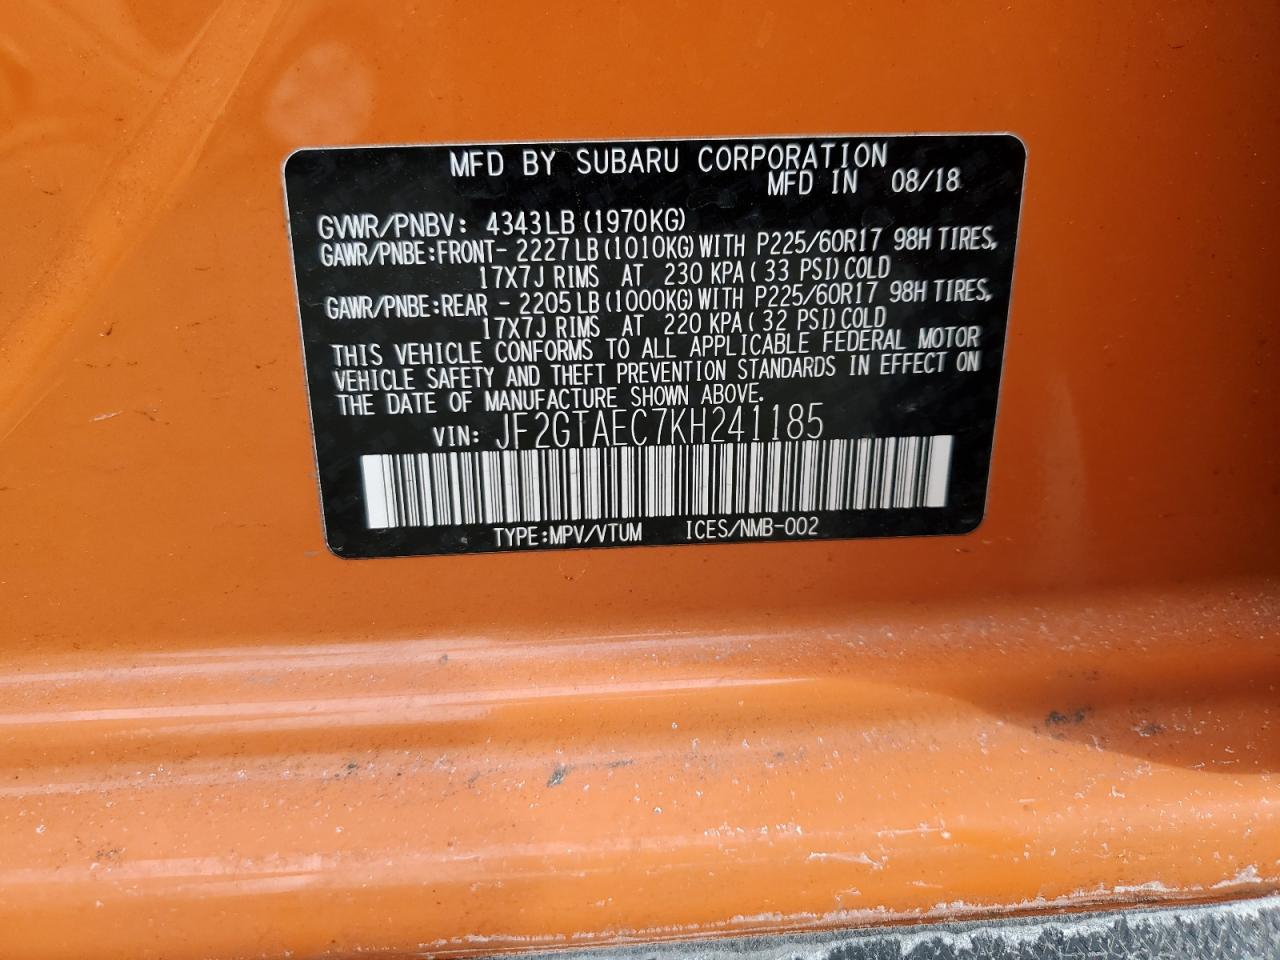 MFD BY SUBARU CORPORATION
MFD IN 08/18
GVWR/PNBV: 4343LB(1970KG)
GAWR/PNBE:FRONT- 2227LB(1010KG)WITH P225/60R17 98H TIRES,
17X7J RIMS AT 230 KPA(33 PSI)COLD
GAWR/PNBE:REAR - 2205LB(1000KG)WITH P225/60R17 98H TIRES,
17X7J RIMS AT 220 KPA(32 PSI)COLD
THIS VEHICLE CONFORMS TO ALL APPLICABLE FEDERAL MOTOR
VEHICLE SAFETY AND THEFT PREVENTION STANDARDS IN EFFECT ON
THE DATE OF MANUFACTURE SHOWN ABOVE.
VIN: JF2GTAEC7KH241185
TYPE:MPV/VTUM ICES/NMB-002